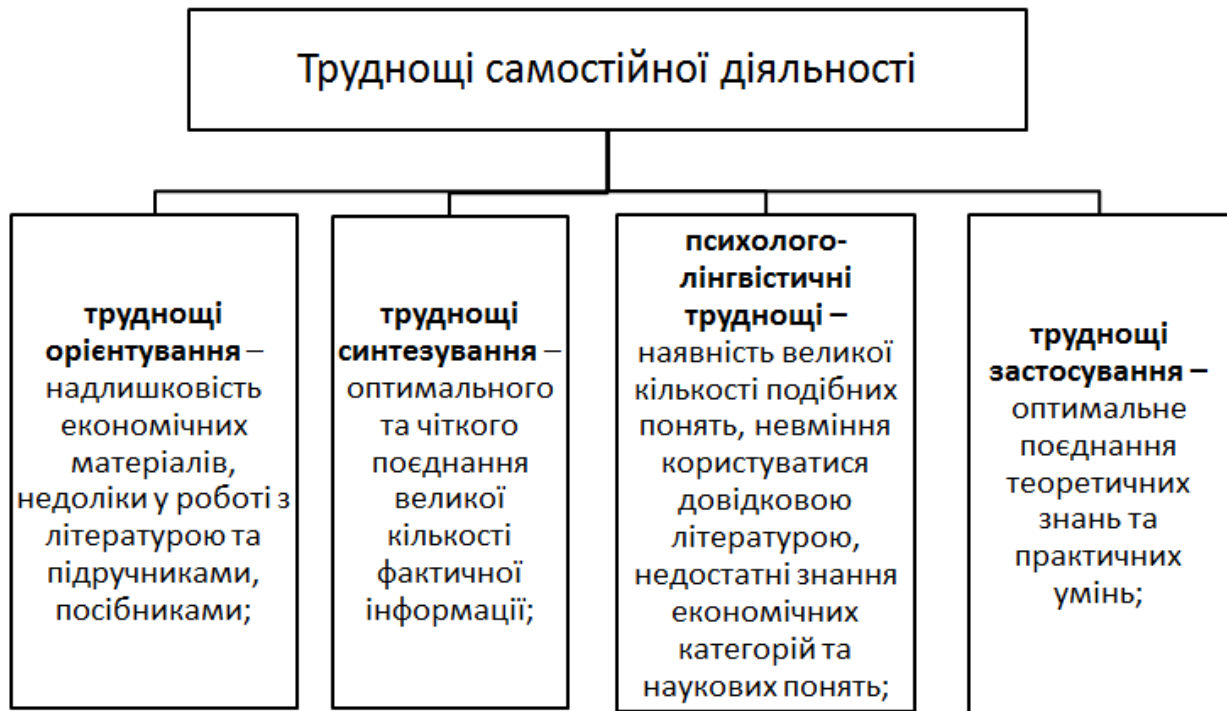 Труднощі самостійної діяльності
труднощі
орієнтування –
надлишковість
економічних
матеріалів,
недоліки у роботі з
літературою та
підручниками,
посібниками;
труднощі
синтезування –
оптимального
та чіткого
поєднання
великої
кількості
фактичної
інформації;
психолого-
лінгвістичні
труднощі –
наявність великої
кількості подібних
понять, невміння
користуватися
довідковою
літературою,
недостатні знання
економічних
категорій та
наукових понять;
труднощі
застосування –
оптимальне
поєднання
теоретичних
знань та
практичних
умінь;